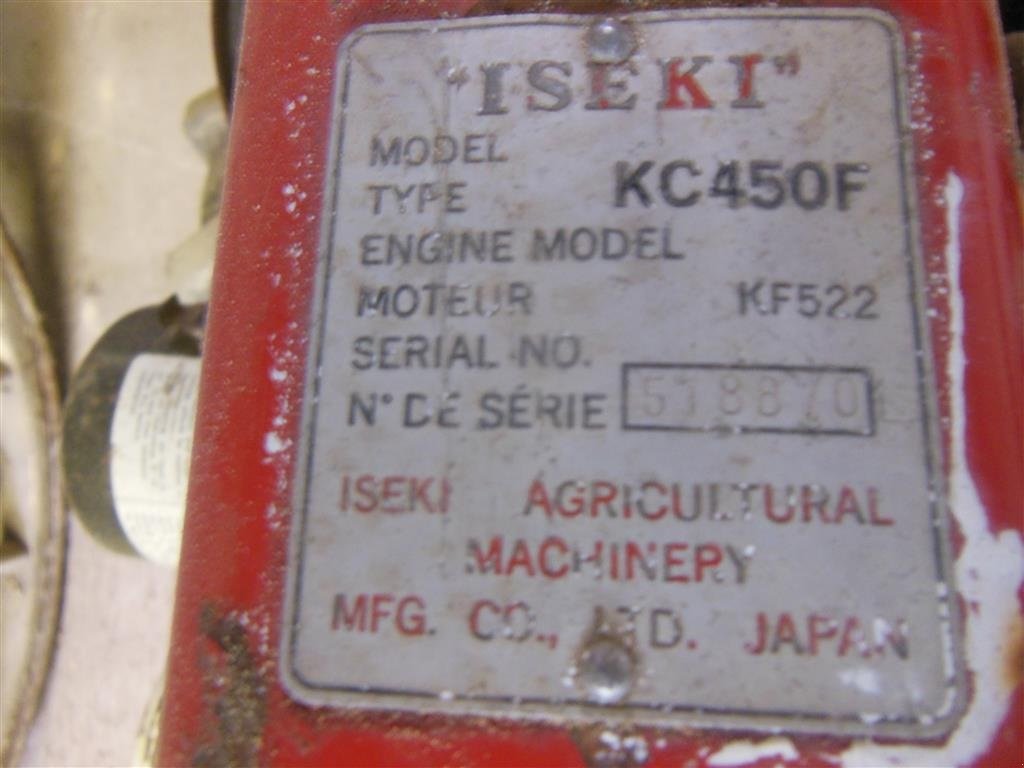 "ISEKI"
MODEL
TYPE KC450F
ENGINE MODEL
MOTEUR KF522
SERIAL NO.
N° DE SÉRIE 518870
ISEKI AGRICULTURAL
MACHINERY
MFG. CO., LTD. JAPAN